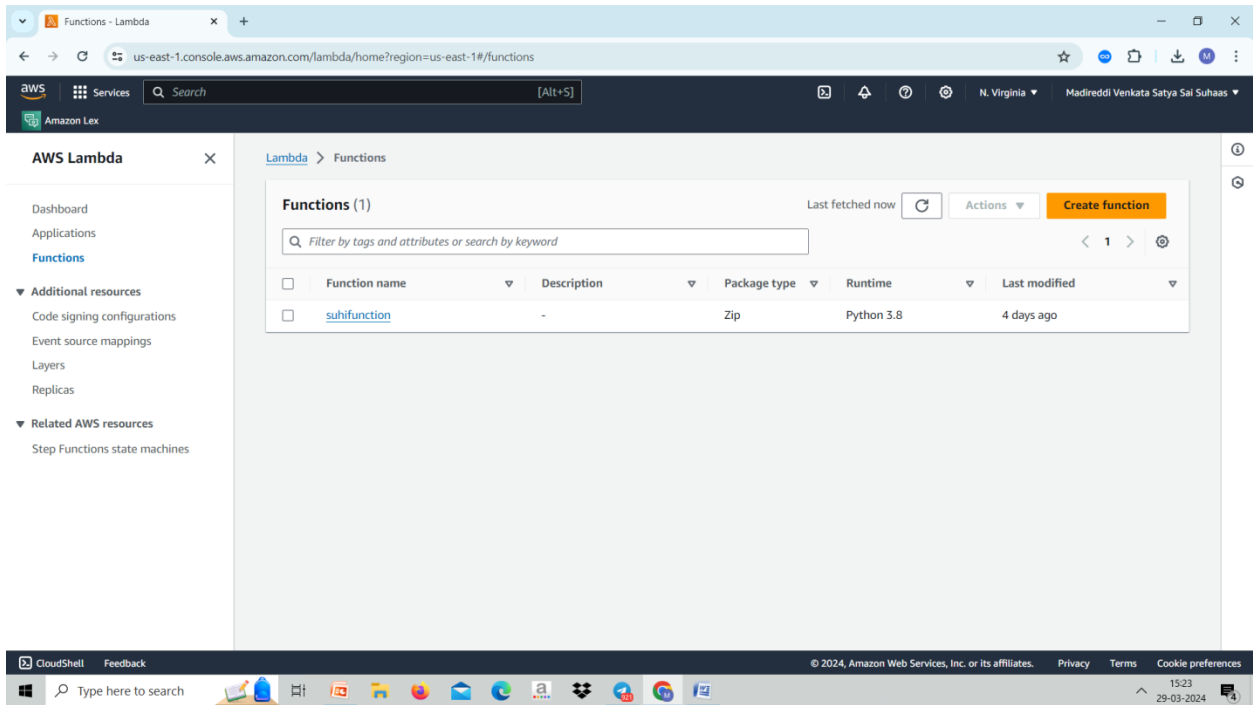 Functions - Lambda
us-east-1.console.aws.amazon.com/lambda/home?region=us-east-1#/functions
M
aws
Services
Search
[Alt+S]
N. Virginia
Madireddi Venkata Satya Sai Suhaas
Amazon Lex
AWS Lambda
Dashboard
Applications
Functions
Additional resources
Code signing configurations
Event source mappings
Layers
Replicas
Related AWS resources
Step Functions state machines
Lambda > Functions
Functions (1)
Last fetched now
Actions
Create function
Filter by tags and attributes or search by keyword
< 1 >
Function name Description Package type Runtime Last modified
suhifunction - Zip Python 3.8 4 days ago
CloudShell Feedback
© 2024, Amazon Web Services, Inc. or its affiliates. Privacy Terms Cookie preferences
Type here to search
a
15:23
29-03-2024
4